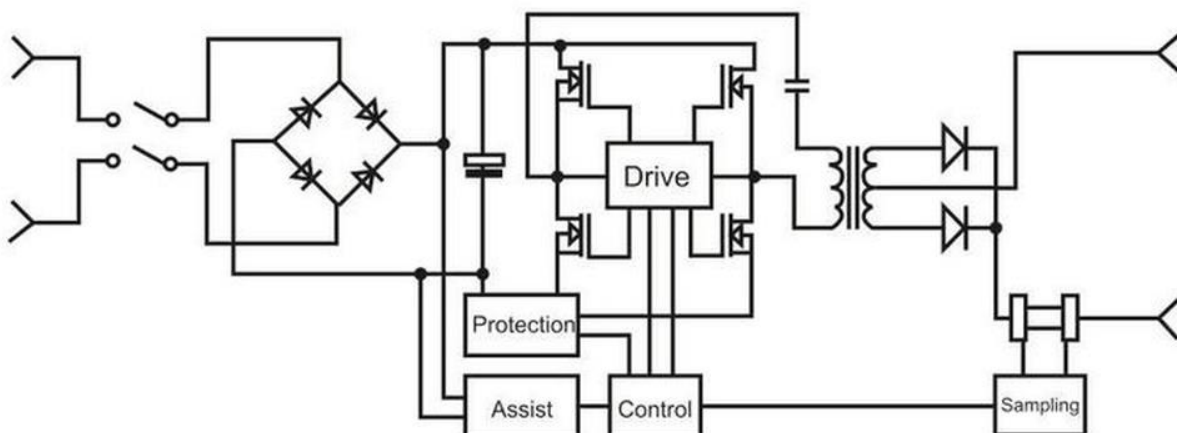 Drive
Protection
Assist
Control
Sampling